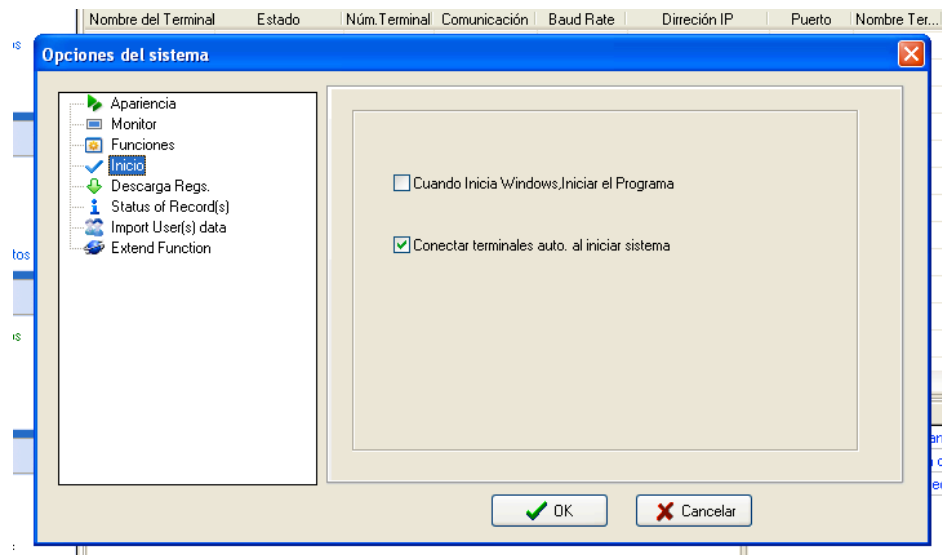 Nombre del Terminal Estado Núm.Terminal Comunicación Baud Rate Dirreción IP Puerto Nombre Ter...
Opciones del sistema
Apariencia
Monitor
Funciones
Inicio
Descarga Regs.
Status of Record(s)
Import User(s) data
Extend Function
Cuando Inicia Windows,Iniciar el Programa
Conectar terminales auto. al iniciar sistema
OK
Cancelar